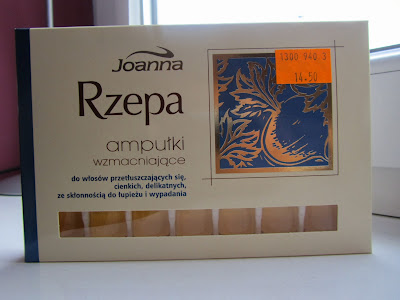 Joanna
Rzepa
ampułki
wzmacniające
do włosów przetłuszczających się,
cienkich, delikatnych,
ze skłonnością do łupieżu i wypadania
1300 940 5
14.50